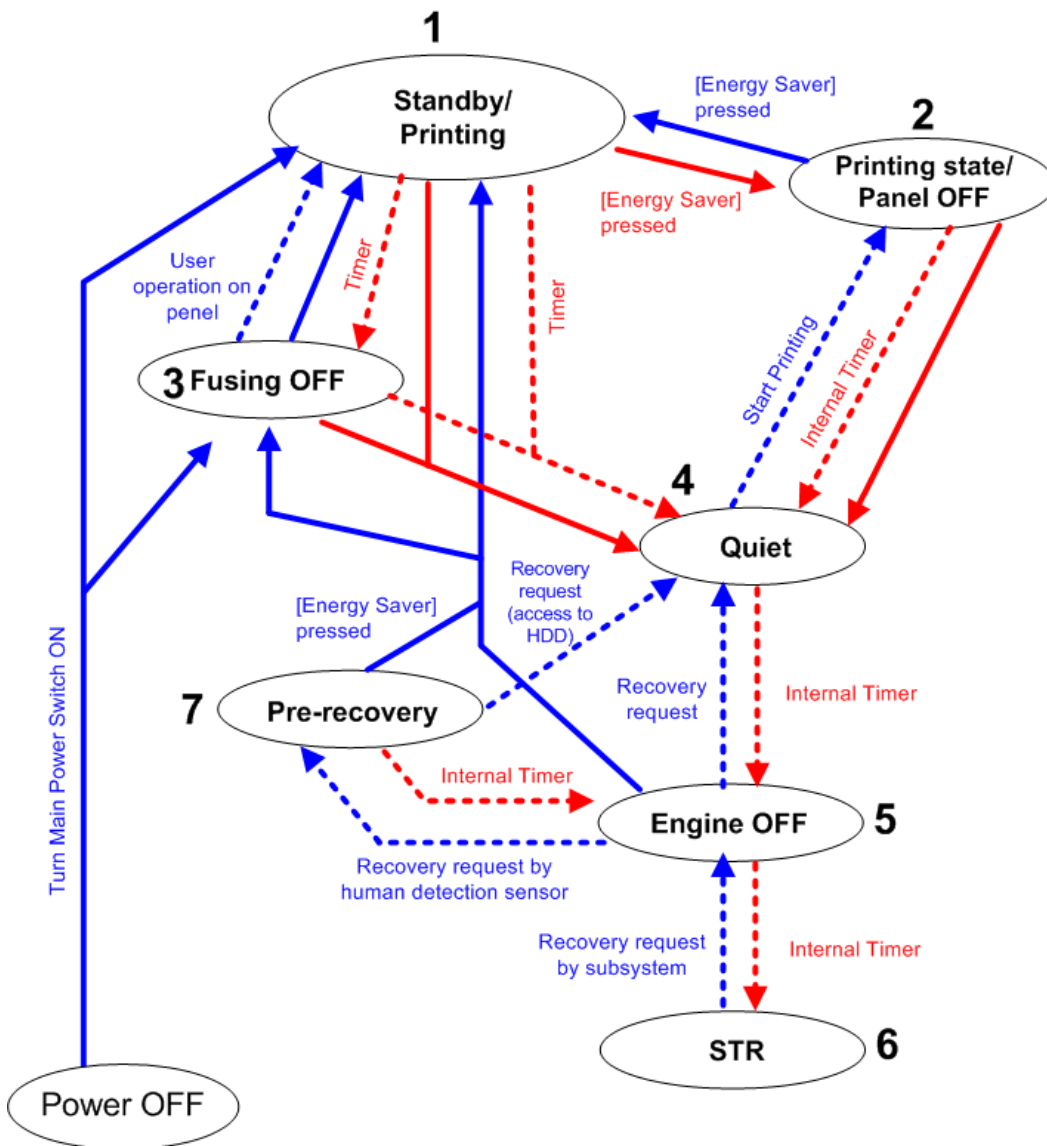 1
Standby/
Printing
[Energy Saver]
pressed
2
Printing state/
Panel OFF
[Energy Saver]
pressed
User
operation on
penel
Timer
Timer
3
Fusing OFF
Start Printing
Internal Timer
4
Quiet
Recovery
request
(access to
HDD)
[Energy Saver]
pressed
Turn Main Power Switch ON
7
Pre-recovery
Recovery
request
Internal Timer
Internal Timer
Engine OFF
5
Recovery request by
human detection sensor
Recovery request
by subsystem
Internal Timer
STR
6
Power OFF